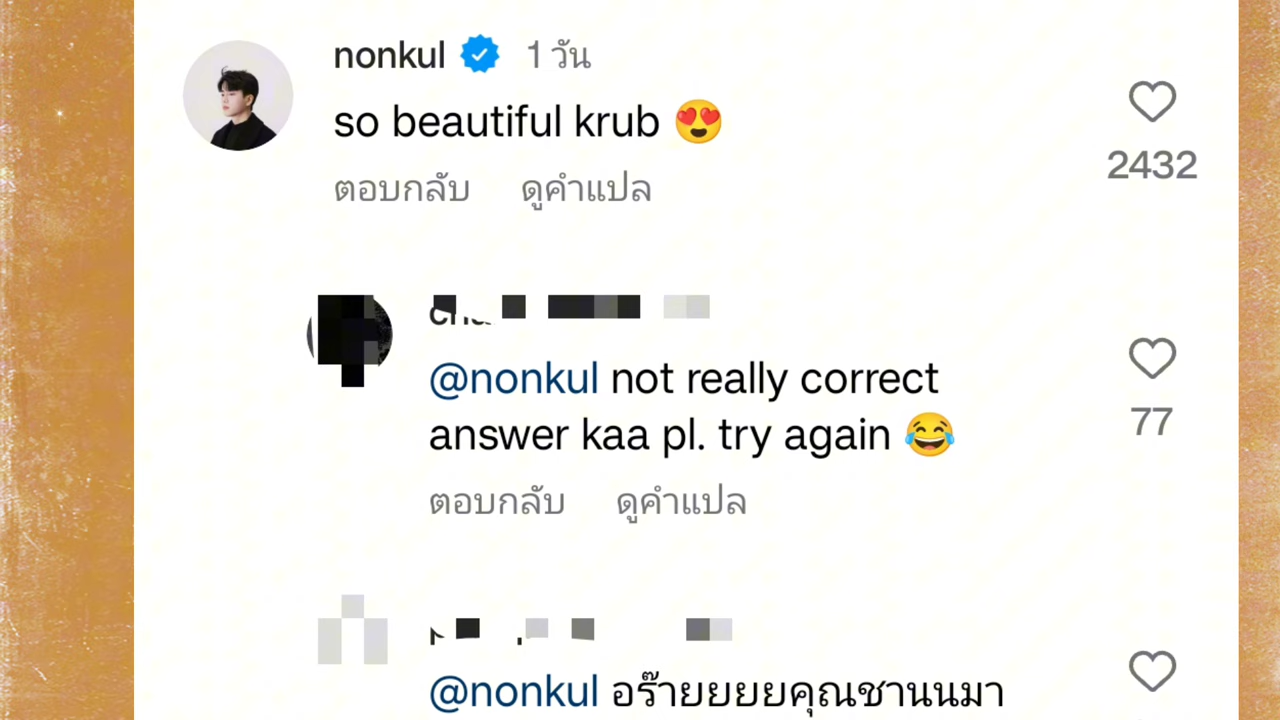 nonkul 1 วัน
so beautiful krub 😍
ตอบกลับ ดูคำแปล
2432
@nonkul not really correct
answer kaa pl. try again 😂
77
ตอบกลับ ดูคำแปล
@nonkul อร๊ายยยยคุณชานนมา